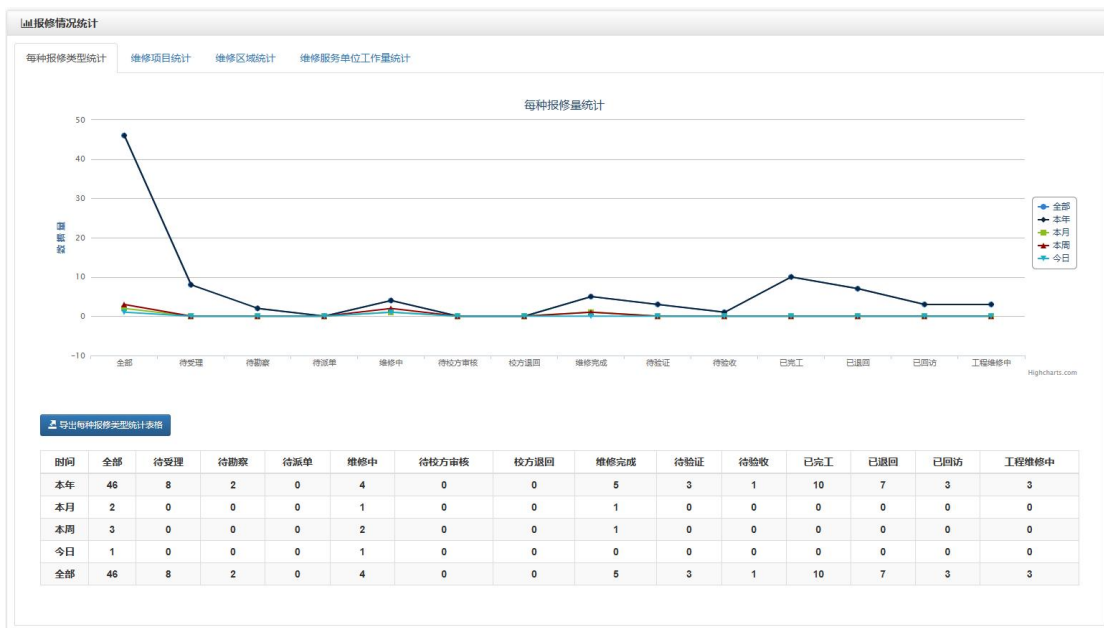 报修情况统计
每种报修类型统计 维修项目统计 维修区域统计 维修服务单位工作量统计
每种报修量统计
50
40
30
20
10
0
-10
数据量
全部 待受理 待勘察 待派单 维修中 待校方审核 校方退回 维修完成 待验证 待验收 已完工 已退回 已回访 工程维修中
全部
本年
本月
本周
今日
Highcharts.com
导出每种报修类型统计表格
时间 全部 待受理 待勘察 待派单 维修中 待校方审核 校方退回 维修完成 待验证 待验收 已完工 已退回 已回访 工程维修中
本年 46 8 2 0 4 0 0 5 3 1 10 7 3 3
本月 2 0 0 0 1 0 0 1 0 0 0 0 0 0
本周 3 0 0 0 2 0 0 1 0 0 0 0 0 0
今日 1 0 0 0 1 0 0 0 0 0 0 0 0 0
全部 46 8 2 0 4 0 0 5 3 1 10 7 3 3